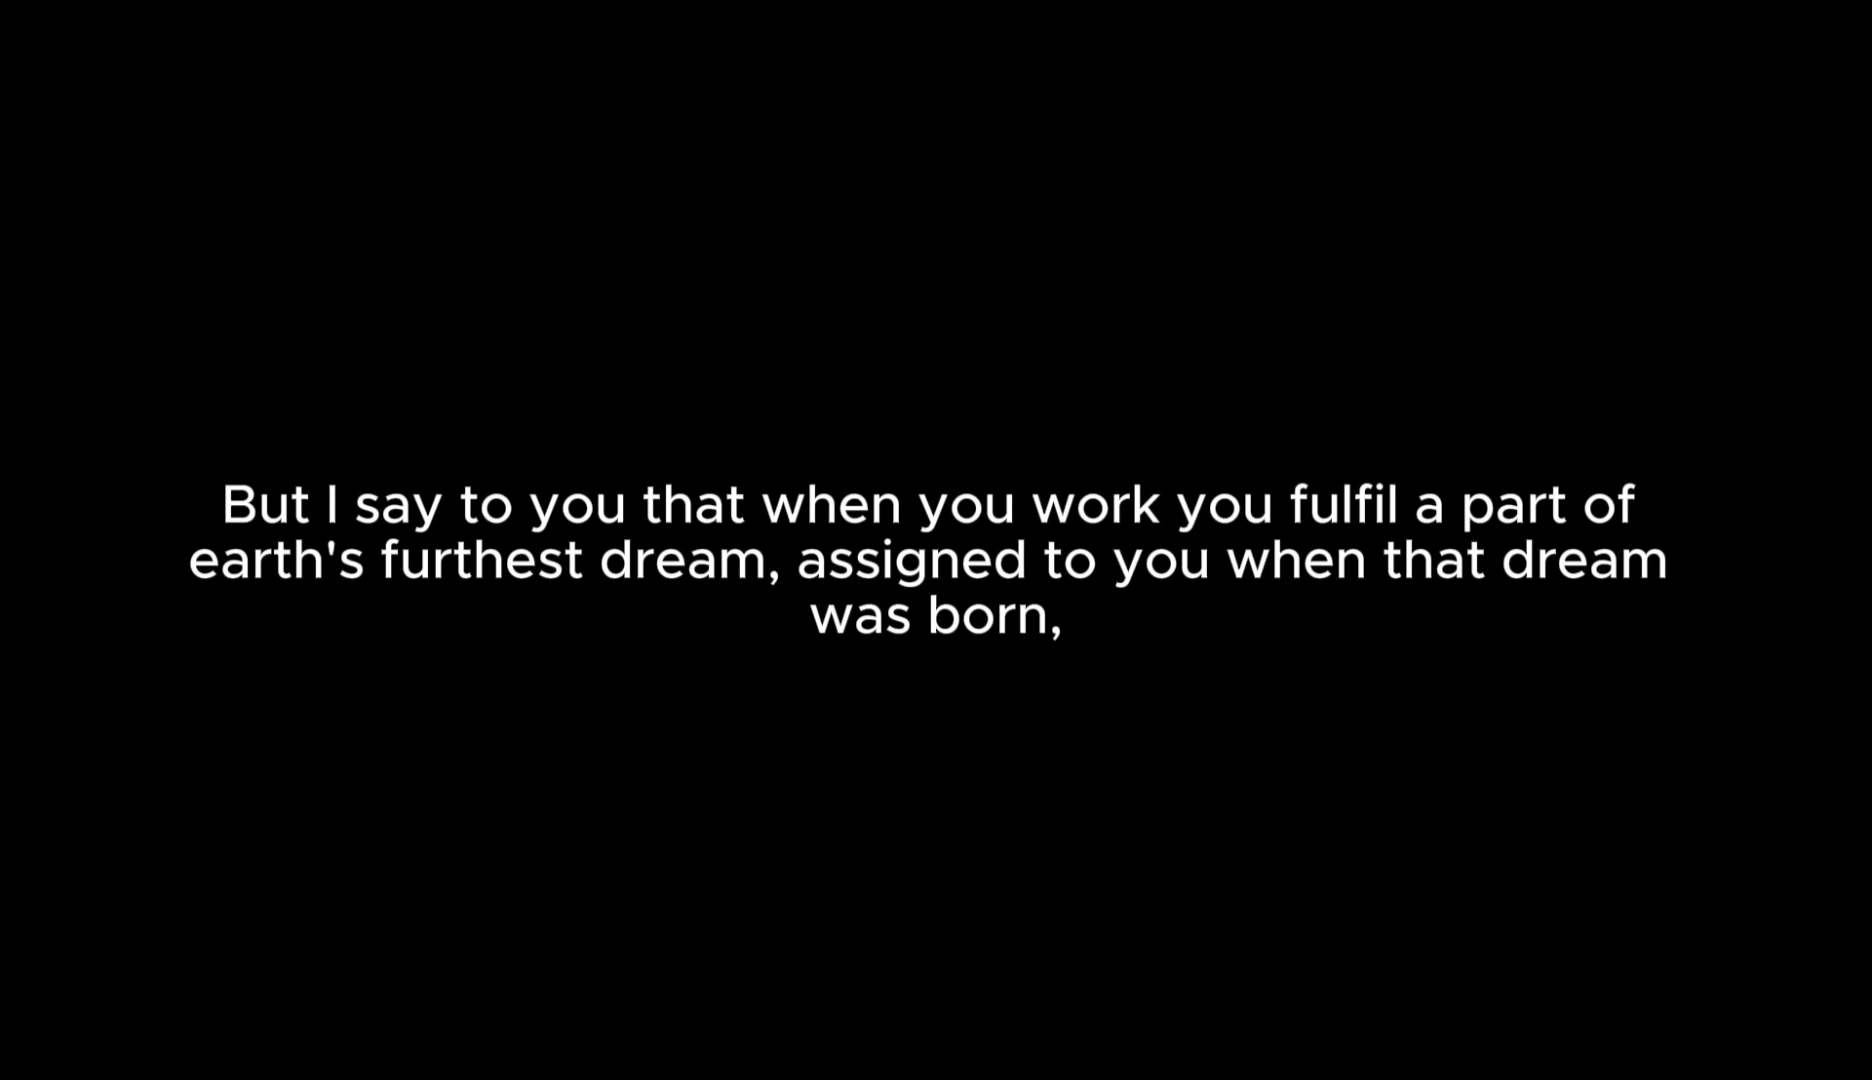 But I say to you that when you work you fulfil a part of
earth's furthest dream, assigned to you when that dream
was born,